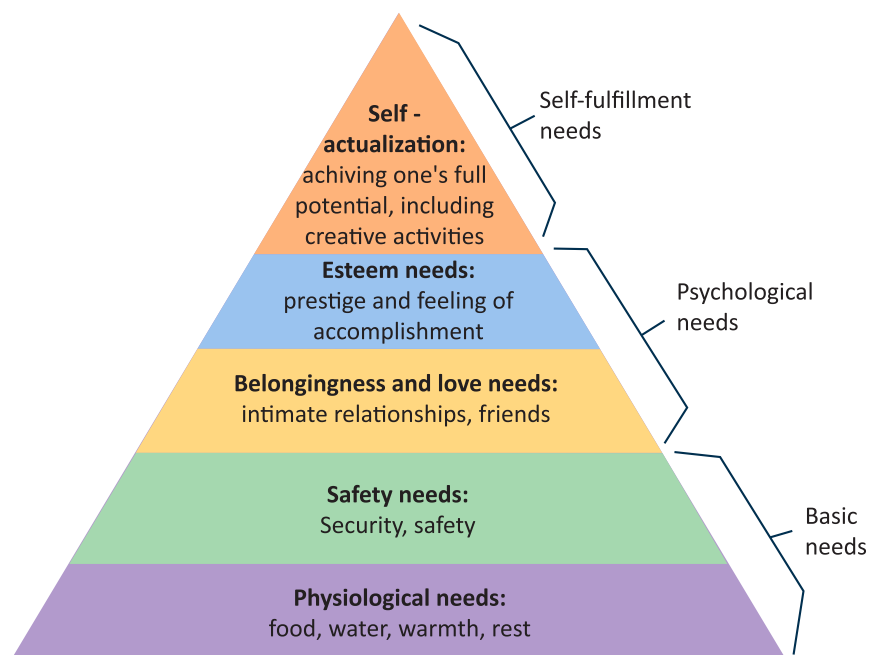 Self -
actualization:
achiving one's full
potential, including
creative activities
Self-fulfillment
needs
Esteem needs:
prestige and feeling of
accomplishment
Psychological
needs
Belongingness and love needs:
intimate relationships, friends
Safety needs:
Security, safety
Basic
needs
Physiological needs:
food, water, warmth, rest